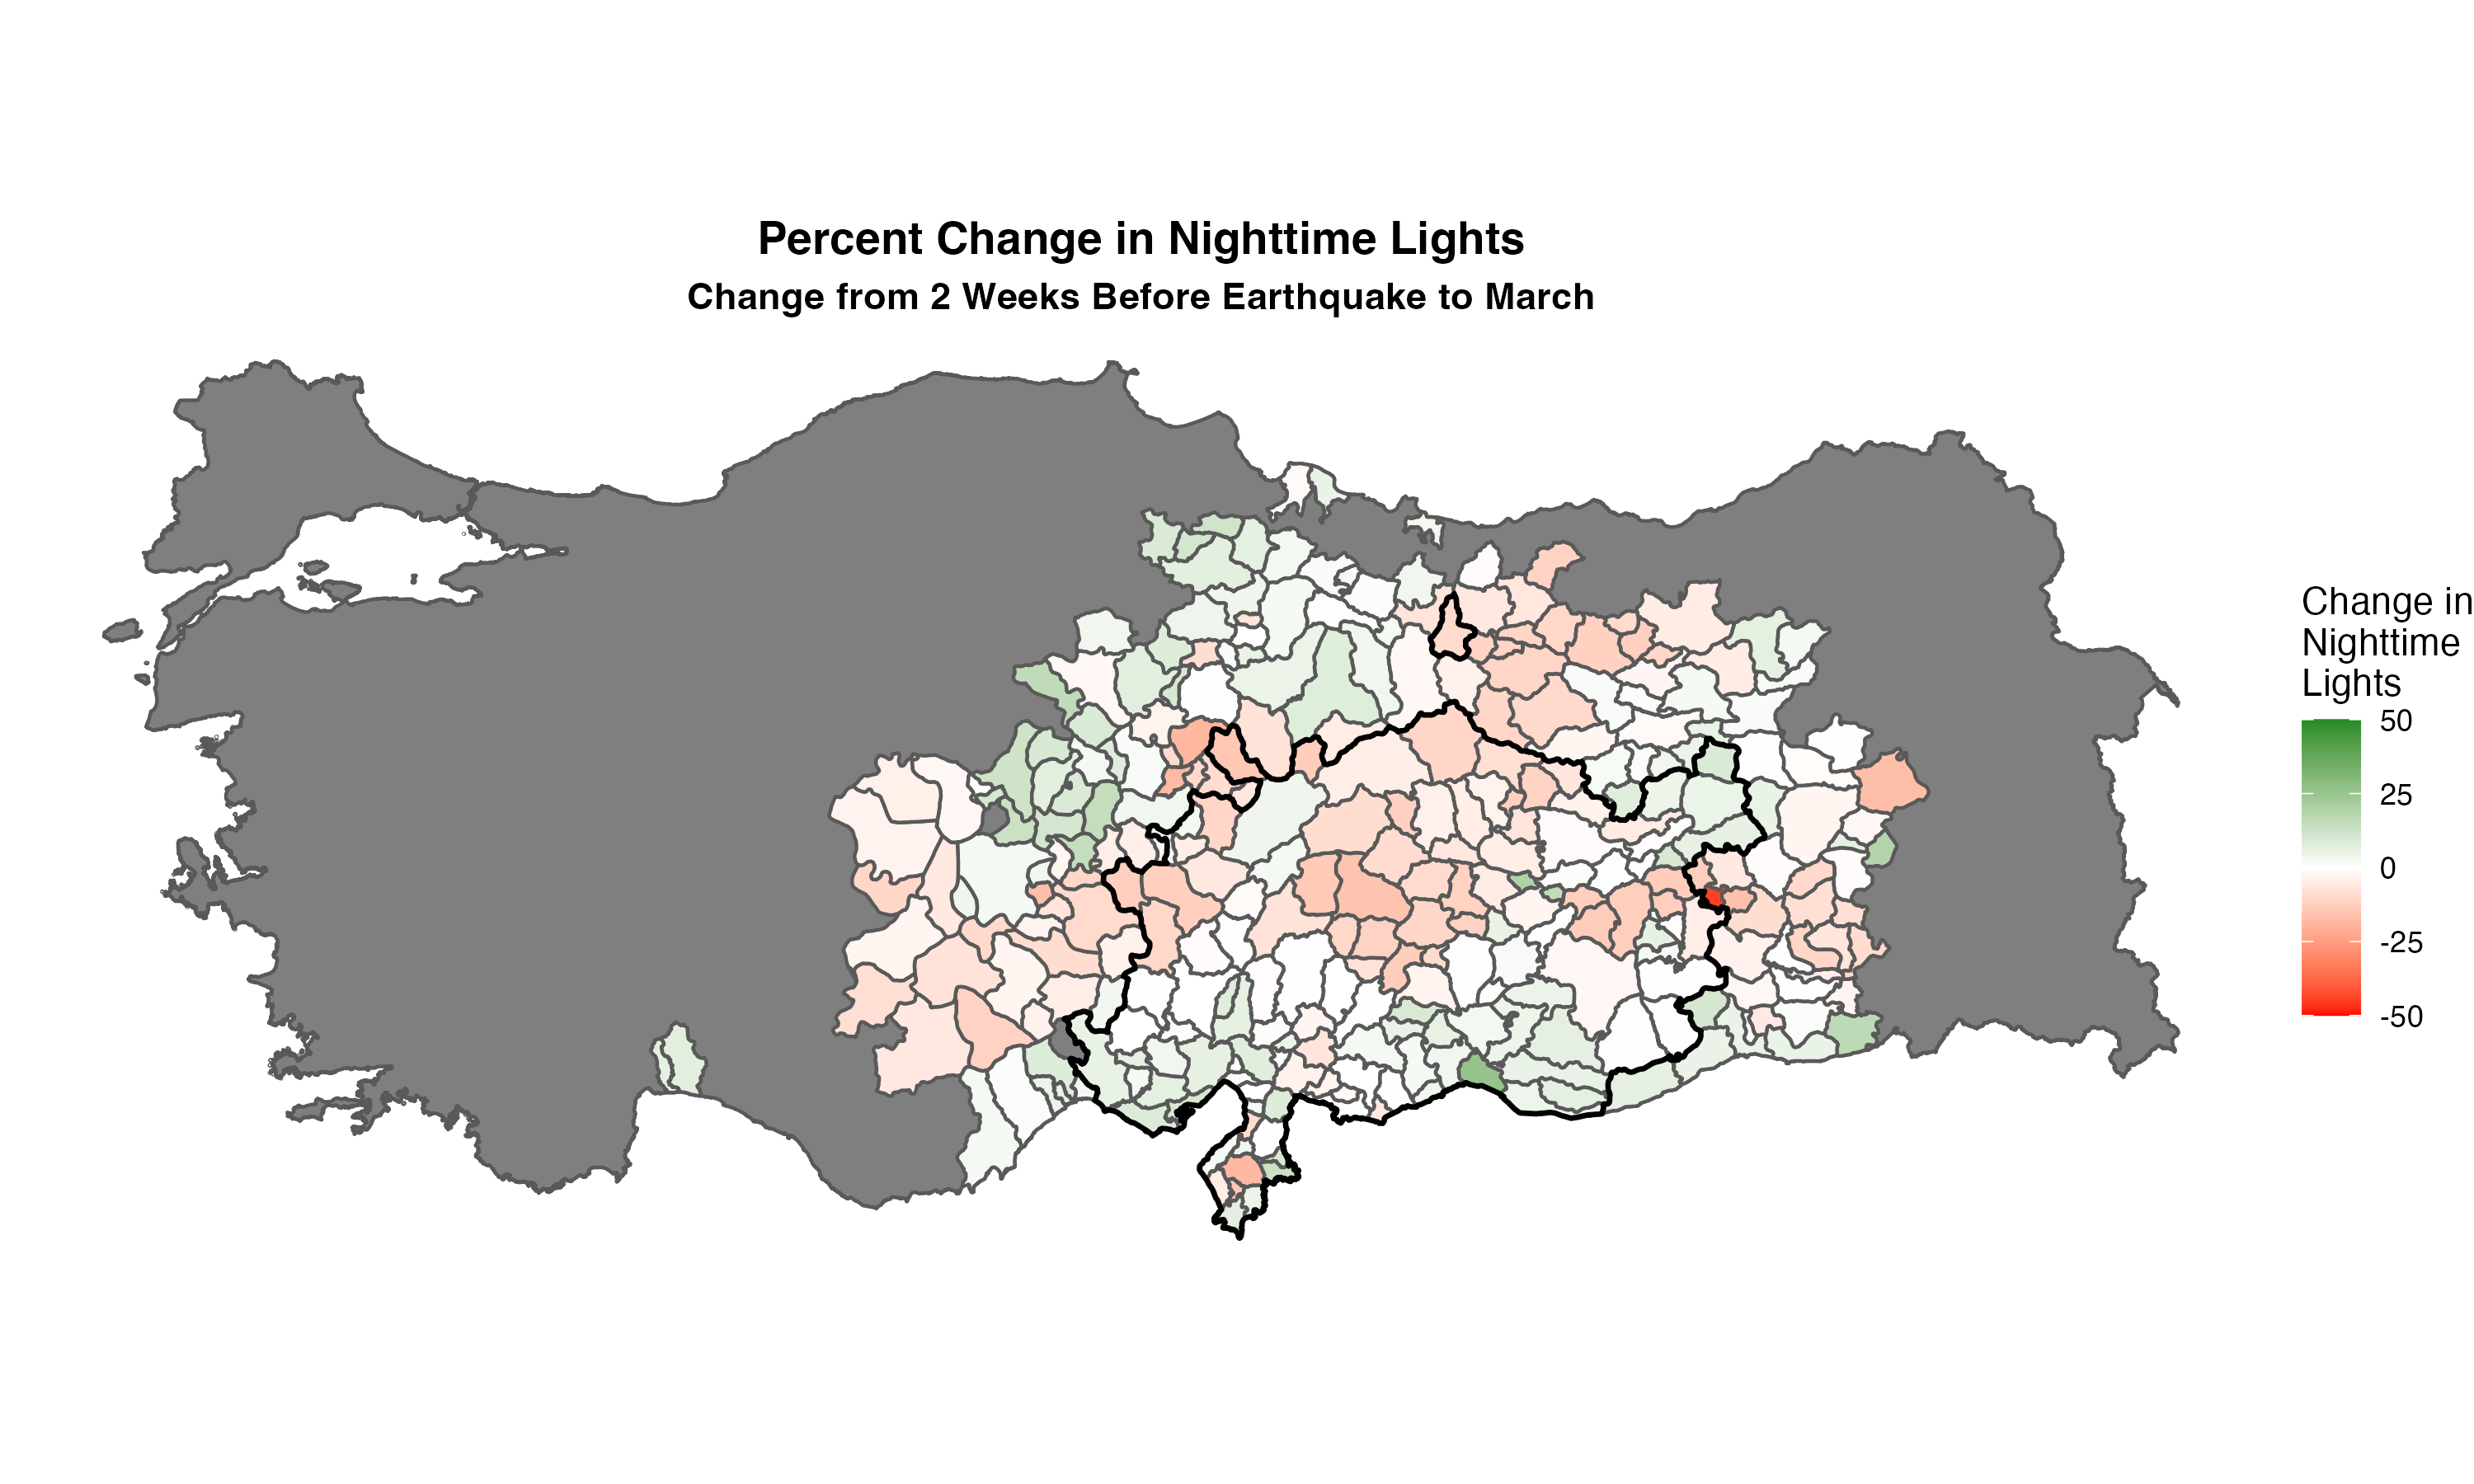 Percent Change in Nighttime Lights
Change from 2 Weeks Before Earthquake to March
Change in
Nighttime
Lights
50
25
0
-25
-50